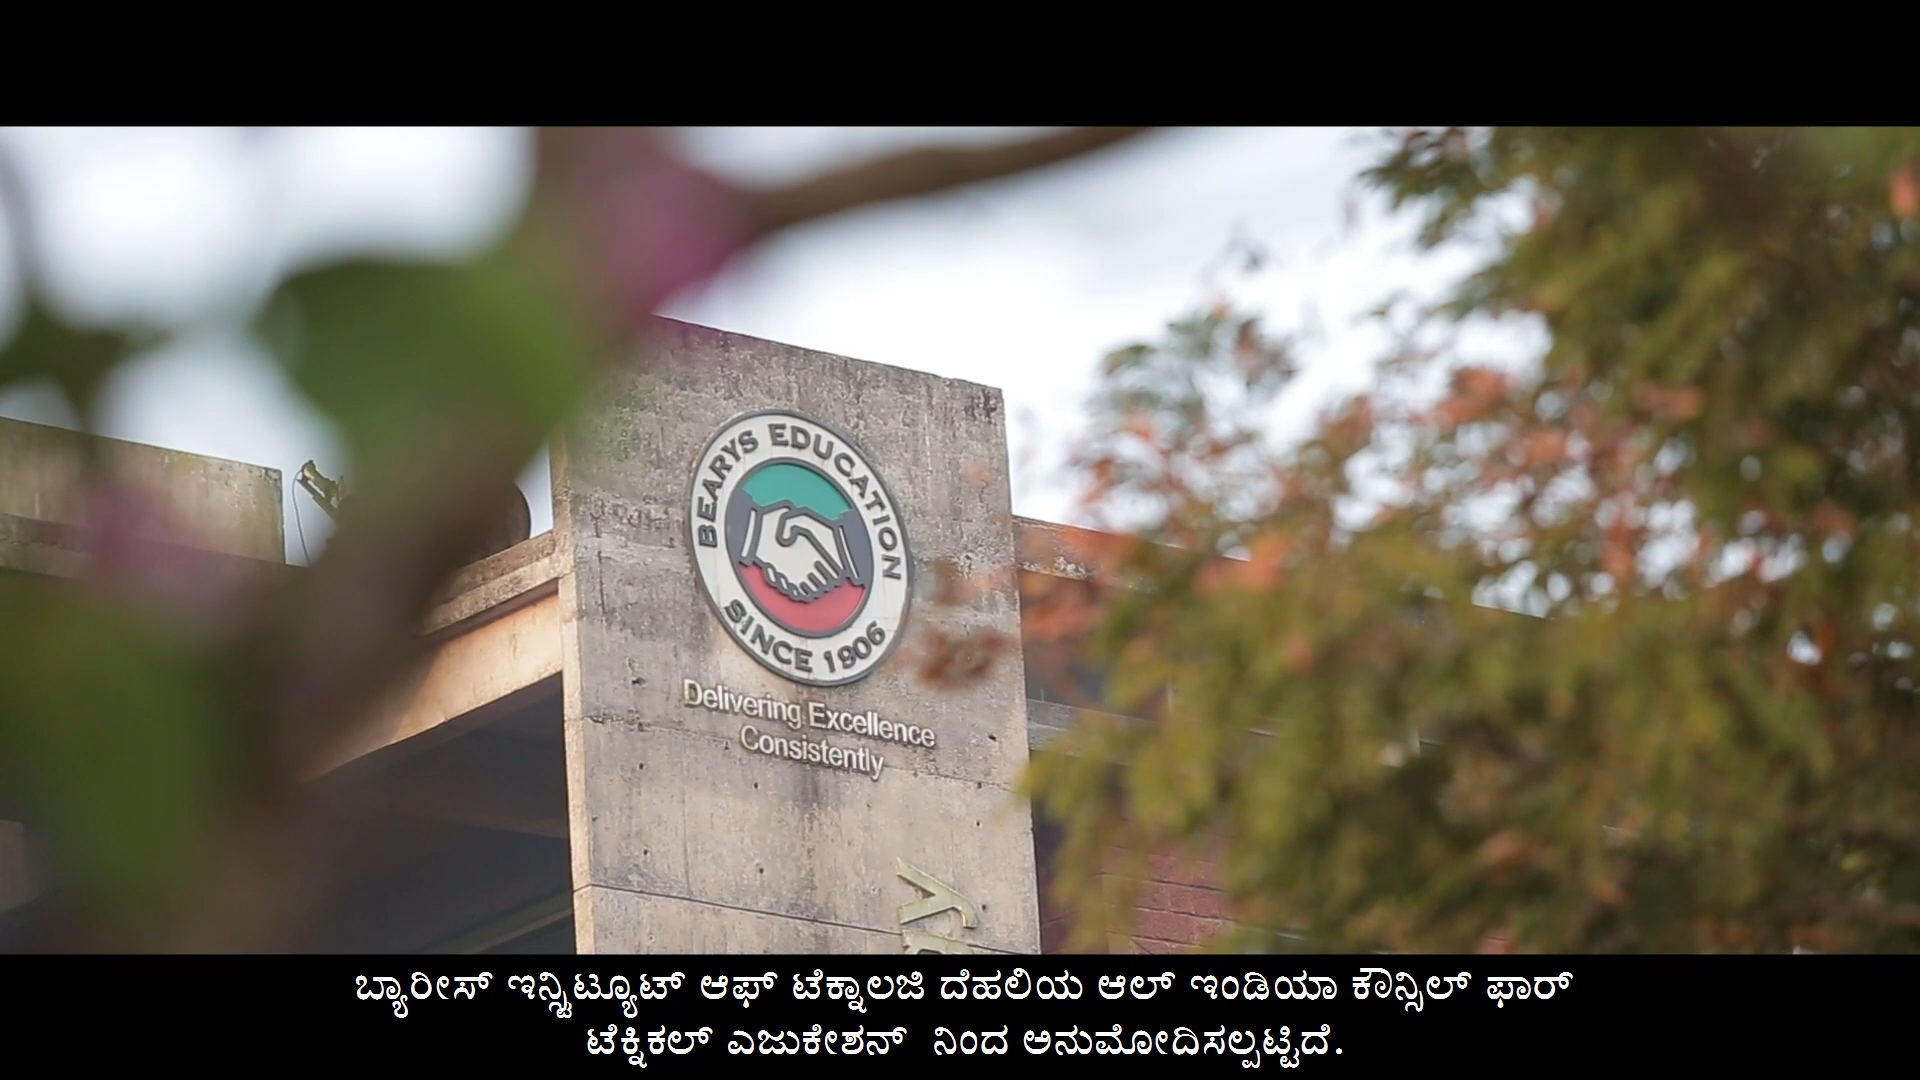 BEARYS EDUCATION
SINCE 1906
Delivering Excellence
Consistently
ಬ್ಯಾರೀಸ್ ಇನ್ಸ್ಟಿಟ್ಯೂಟ್ ಆಫ್ ಟೆಕ್ನಾಲಜಿ ದೆಹಲಿಯ ಆಲ್ ಇಂಡಿಯಾ ಕೌನ್ಸಿಲ್ ಫಾರ್
ಟೆಕ್ನಿಕಲ್ ಎಜುಕೇಶನ್ ನಿಂದ ಅನುಮೋದಿಸಲ್ಪಟ್ಟಿದೆ.